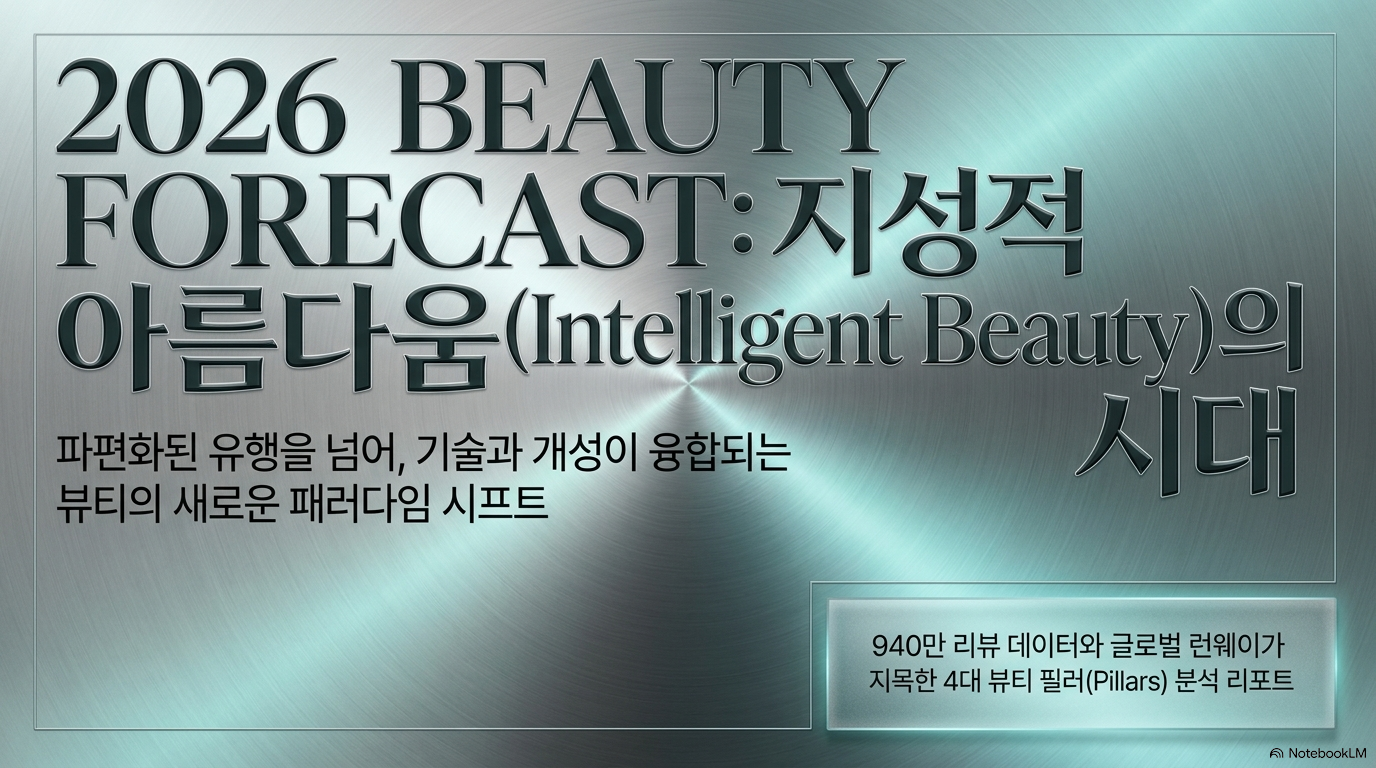 2026 BEAUTY
FORECAST: 지성적
아름다움(Intelligent Beauty)의
시대
파편화된 유행을 넘어, 기술과 개성이 융합되는
뷰티의 새로운 패러다임 시프트
940만 리뷰 데이터와 글로벌 런웨이가
지목한 4대 뷰티 필러(Pillars) 분석 리포트
NotebookLM